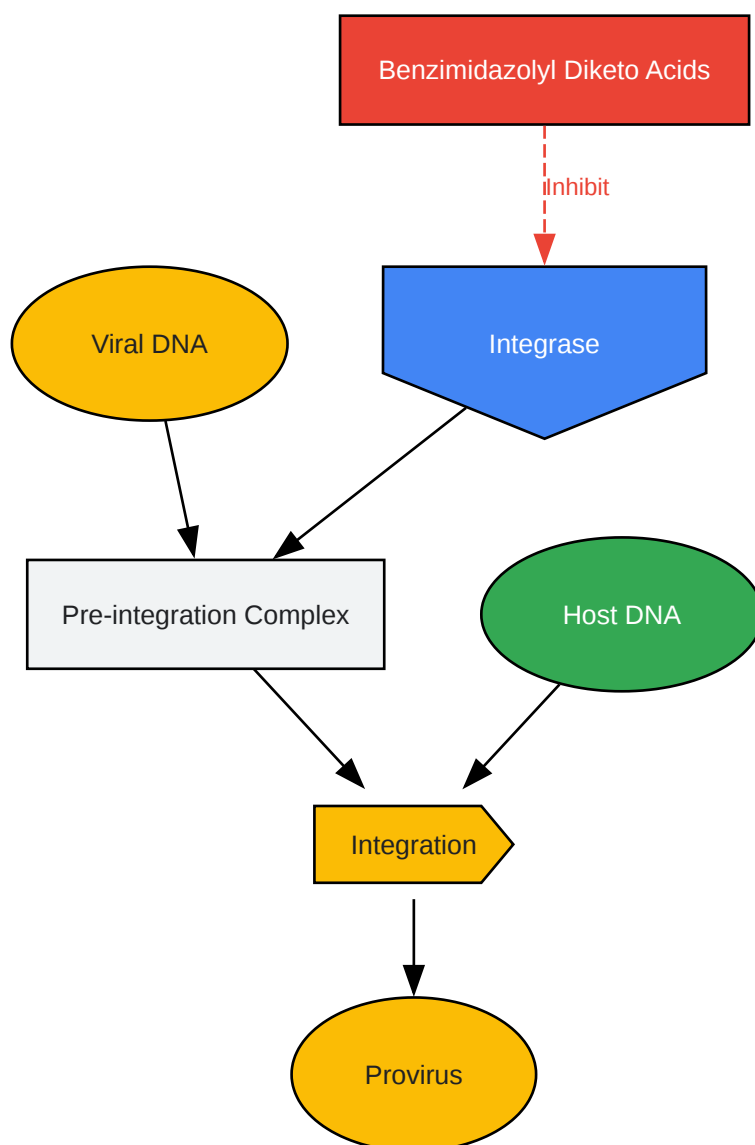 Benzimidazolyl Diketo Acids
Inhibit
Viral DNA
Integrase
Pre-integration Complex
Host DNA
Integration
Provirus